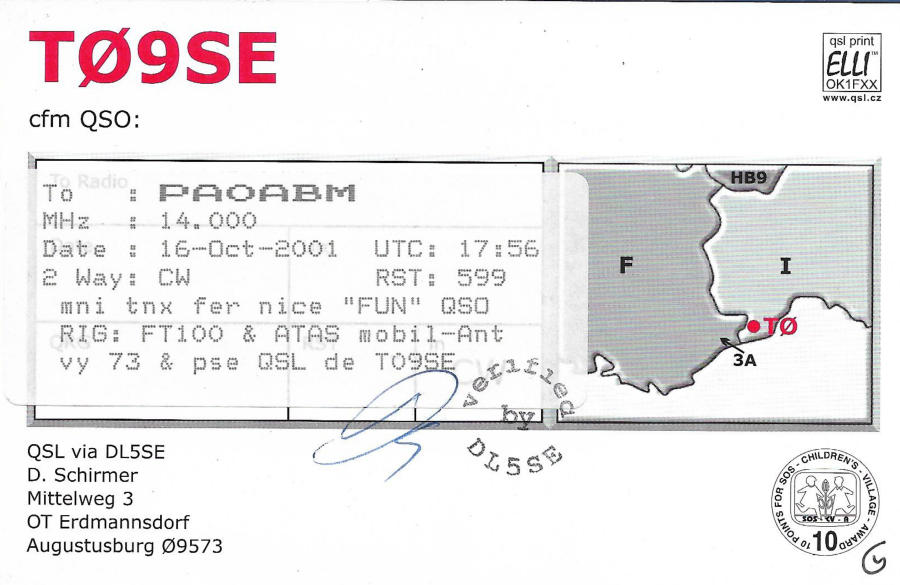 TØ9SE
qsl print
ELLI™
OK1FXX
www.qsl.cz
cfm QSO:
To Radio
To : PA0ABM
MHz : 14.000
Date : 16-Oct-2001 UTC: 17:56
2 Way: CW RST: 599
mni tnx fer nice "FUN" QSO
RIG: FT100 & ATAS mobil-Ant
vy 73 & pse QSL de TO9SE
HB9
F
I
TØ
3A
verified
by
DL5SE
QSL via DL5SE
D. Schirmer
Mittelweg 3
OT Erdmannsdorf
Augustusburg Ø9573
10 POINTS FOR SOS - CHILDREN'S - VILLAGE - AWARD
SOS-CV-A
10